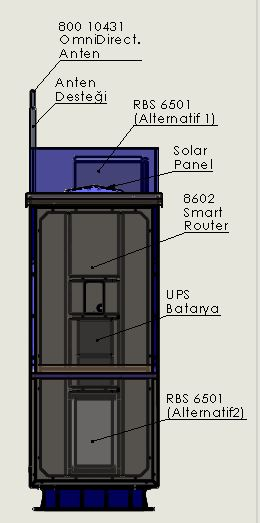 800 10431
OmniDirect.
Anten
Anten
Desteği
RBS 6501
(Alternatif 1)
Solar
Panel
8602
Smart
Router
UPS
Batarya
RBS 6501
(Alternatif2)